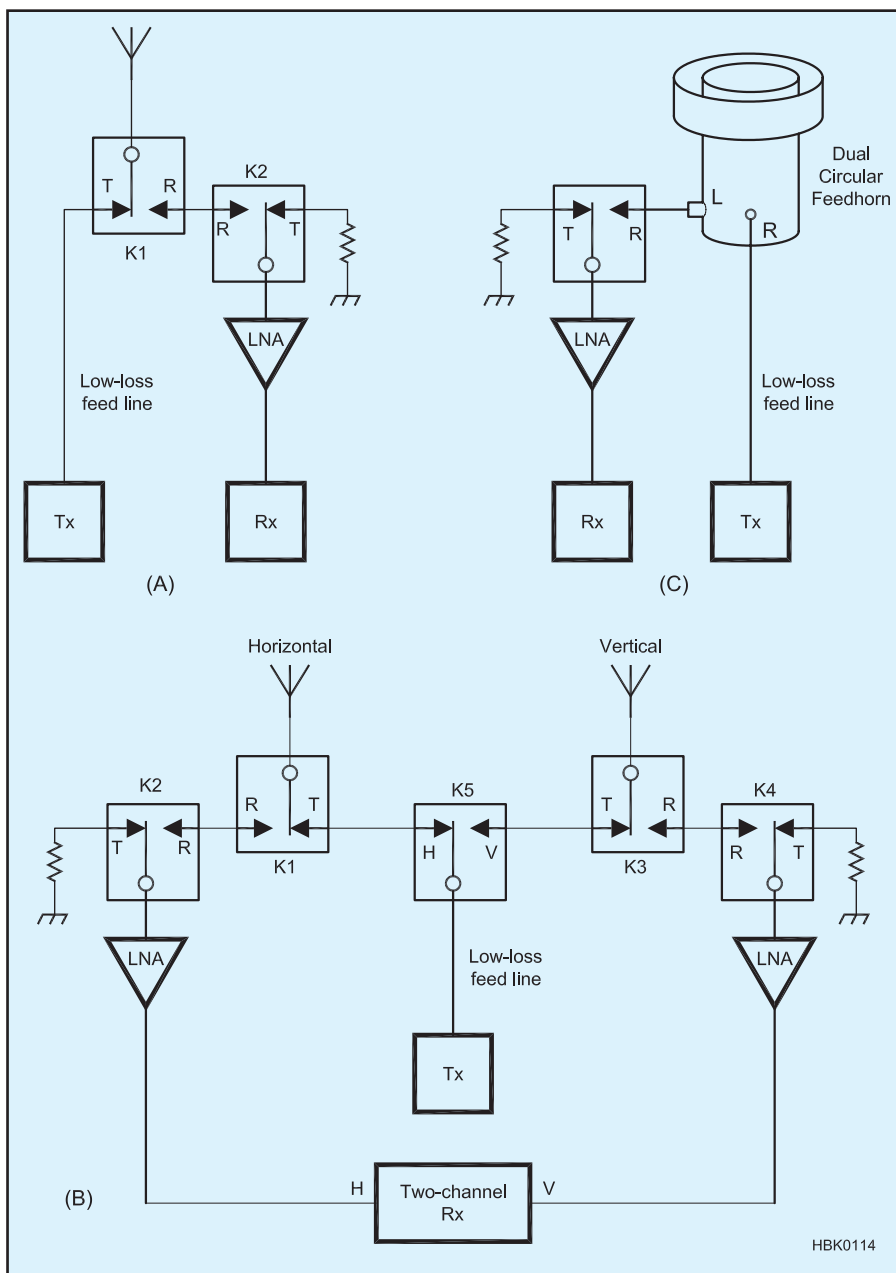 K2
T
R
R
T
K1
LNA
Low-loss
feed line
Tx
Rx
(A)
Dual
Circular
Feedhorn
L
R
T
R
LNA
Low-loss
feed line
Rx
Tx
(C)
Horizontal
Vertical
K2
R
T
K5
T
R
K4
T
R
K1
H
V
K3
R
T
LNA
Low-loss
feed line
LNA
Tx
(B)
H
Two-channel
Rx
V
HBK0114